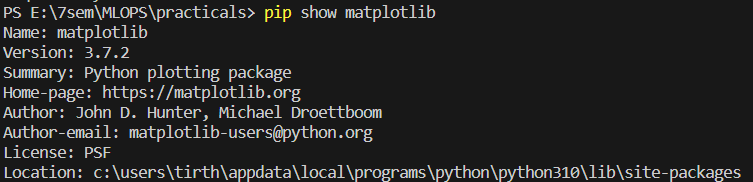 PS E:\7sem\MLOPS\practicals> pip show matplotlib
Name: matplotlib
Version: 3.7.2
Summary: Python plotting package
Home-page: https://matplotlib.org
Author: John D. Hunter, Michael Droettboom
Author-email: matplotlib-users@python.org
License: PSF
Location: c:\users\tirth\appdata\local\programs\python\python310\lib\site-packages